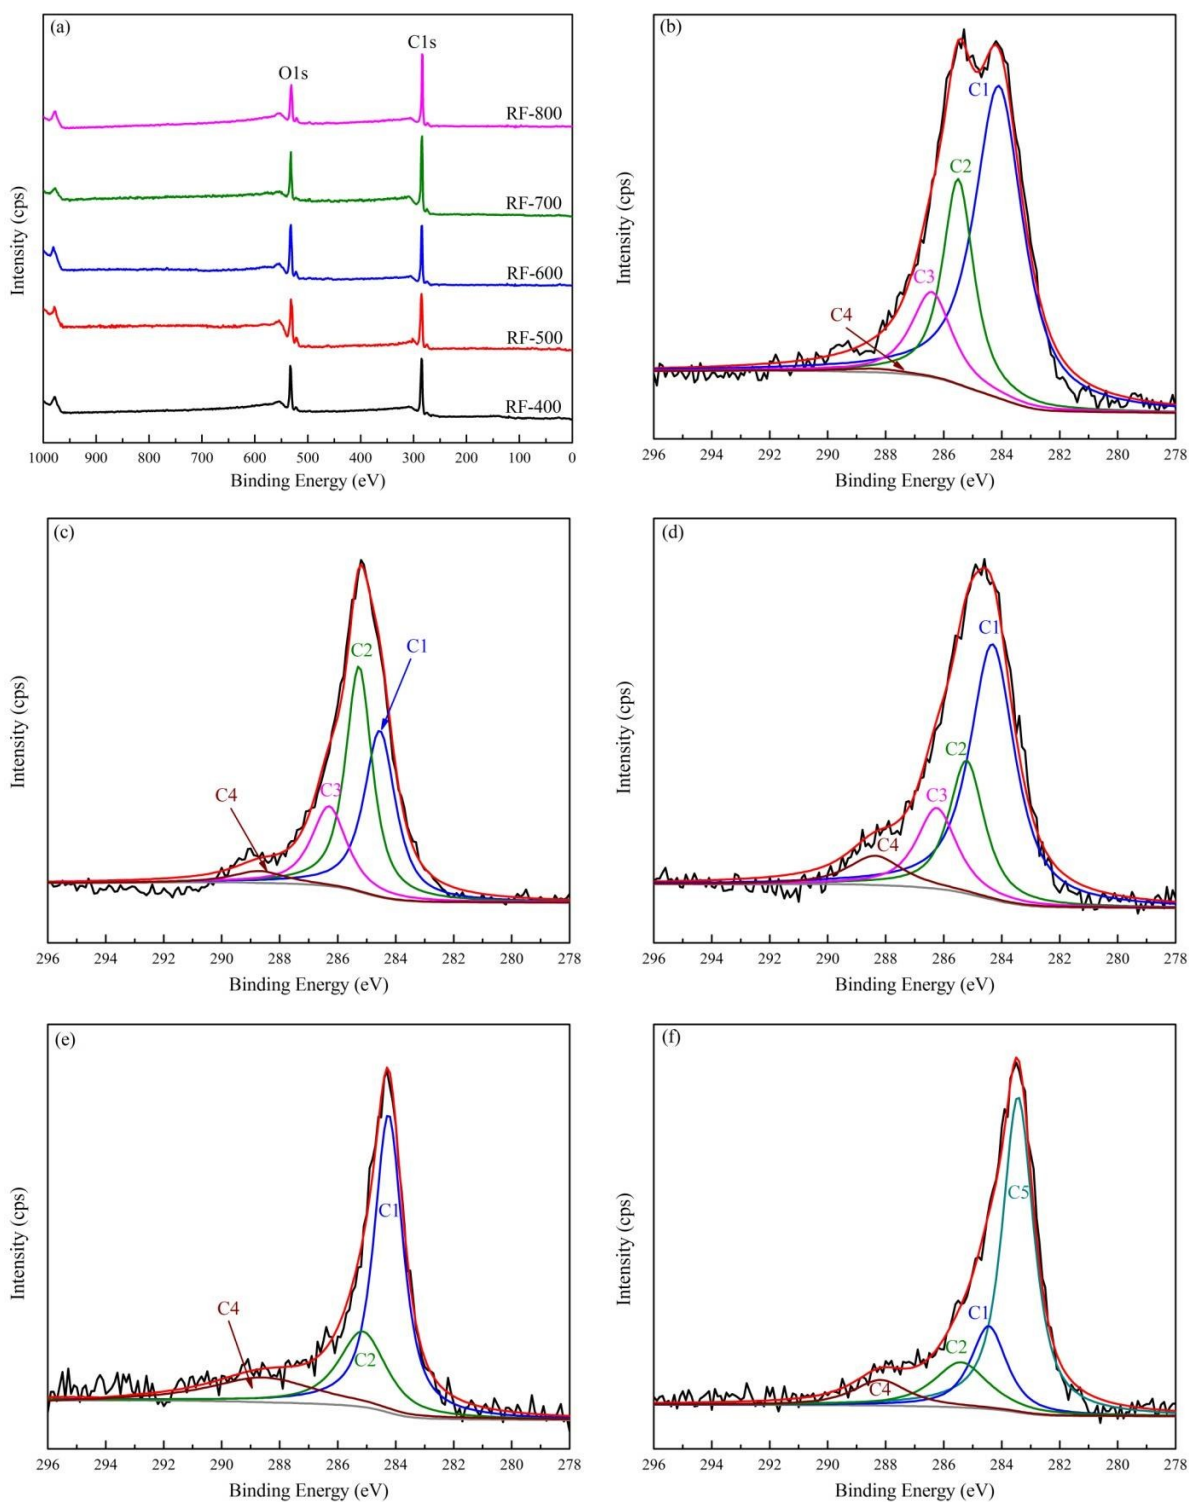 (a)
C1s
O1s
RF-800
RF-700
RF-600
RF-500
RF-400
Intensity (cps)
1000 900 800 700 600 500 400 300 200 100 0
Binding Energy (eV)
(b)
C1
C2
C3
C4
Intensity (cps)
296 294 292 290 288 286 284 282 280 278
Binding Energy (eV)
(c)
C2
C1
C3
C4
Intensity (cps)
296 294 292 290 288 286 284 282 280 278
Binding Energy (eV)
(d)
C1
C2
C3
C4
Intensity (cps)
296 294 292 290 288 286 284 282 280 278
Binding Energy (eV)
(e)
C1
C4
C2
Intensity (cps)
296 294 292 290 288 286 284 282 280 278
Binding Energy (eV)
(f)
C5
C1
C2
C4
Intensity (cps)
296 294 292 290 288 286 284 282 280 278
Binding Energy (eV)